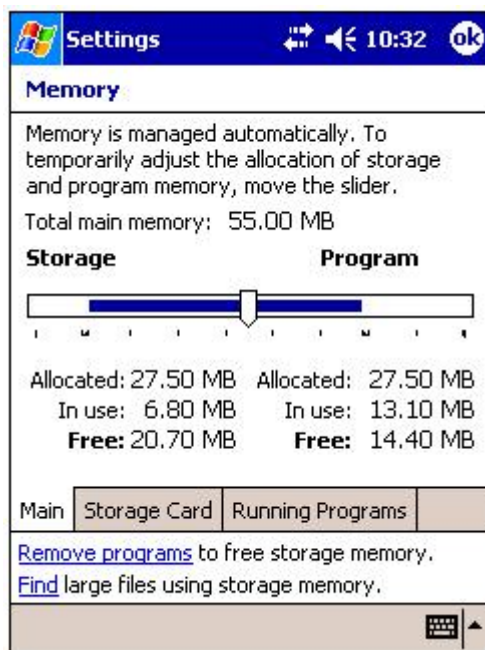 Settings 10:32 ok
Memory
Memory is managed automatically. To
temporarily adjust the allocation of storage
and program memory, move the slider.
Total main memory: 55.00 MB
Storage Program
Allocated: 27.50 MB Allocated: 27.50 MB
In use: 6.80 MB In use: 13.10 MB
Free: 20.70 MB Free: 14.40 MB
Main Storage Card Running Programs
Remove programs to free storage memory.
Find large files using storage memory.